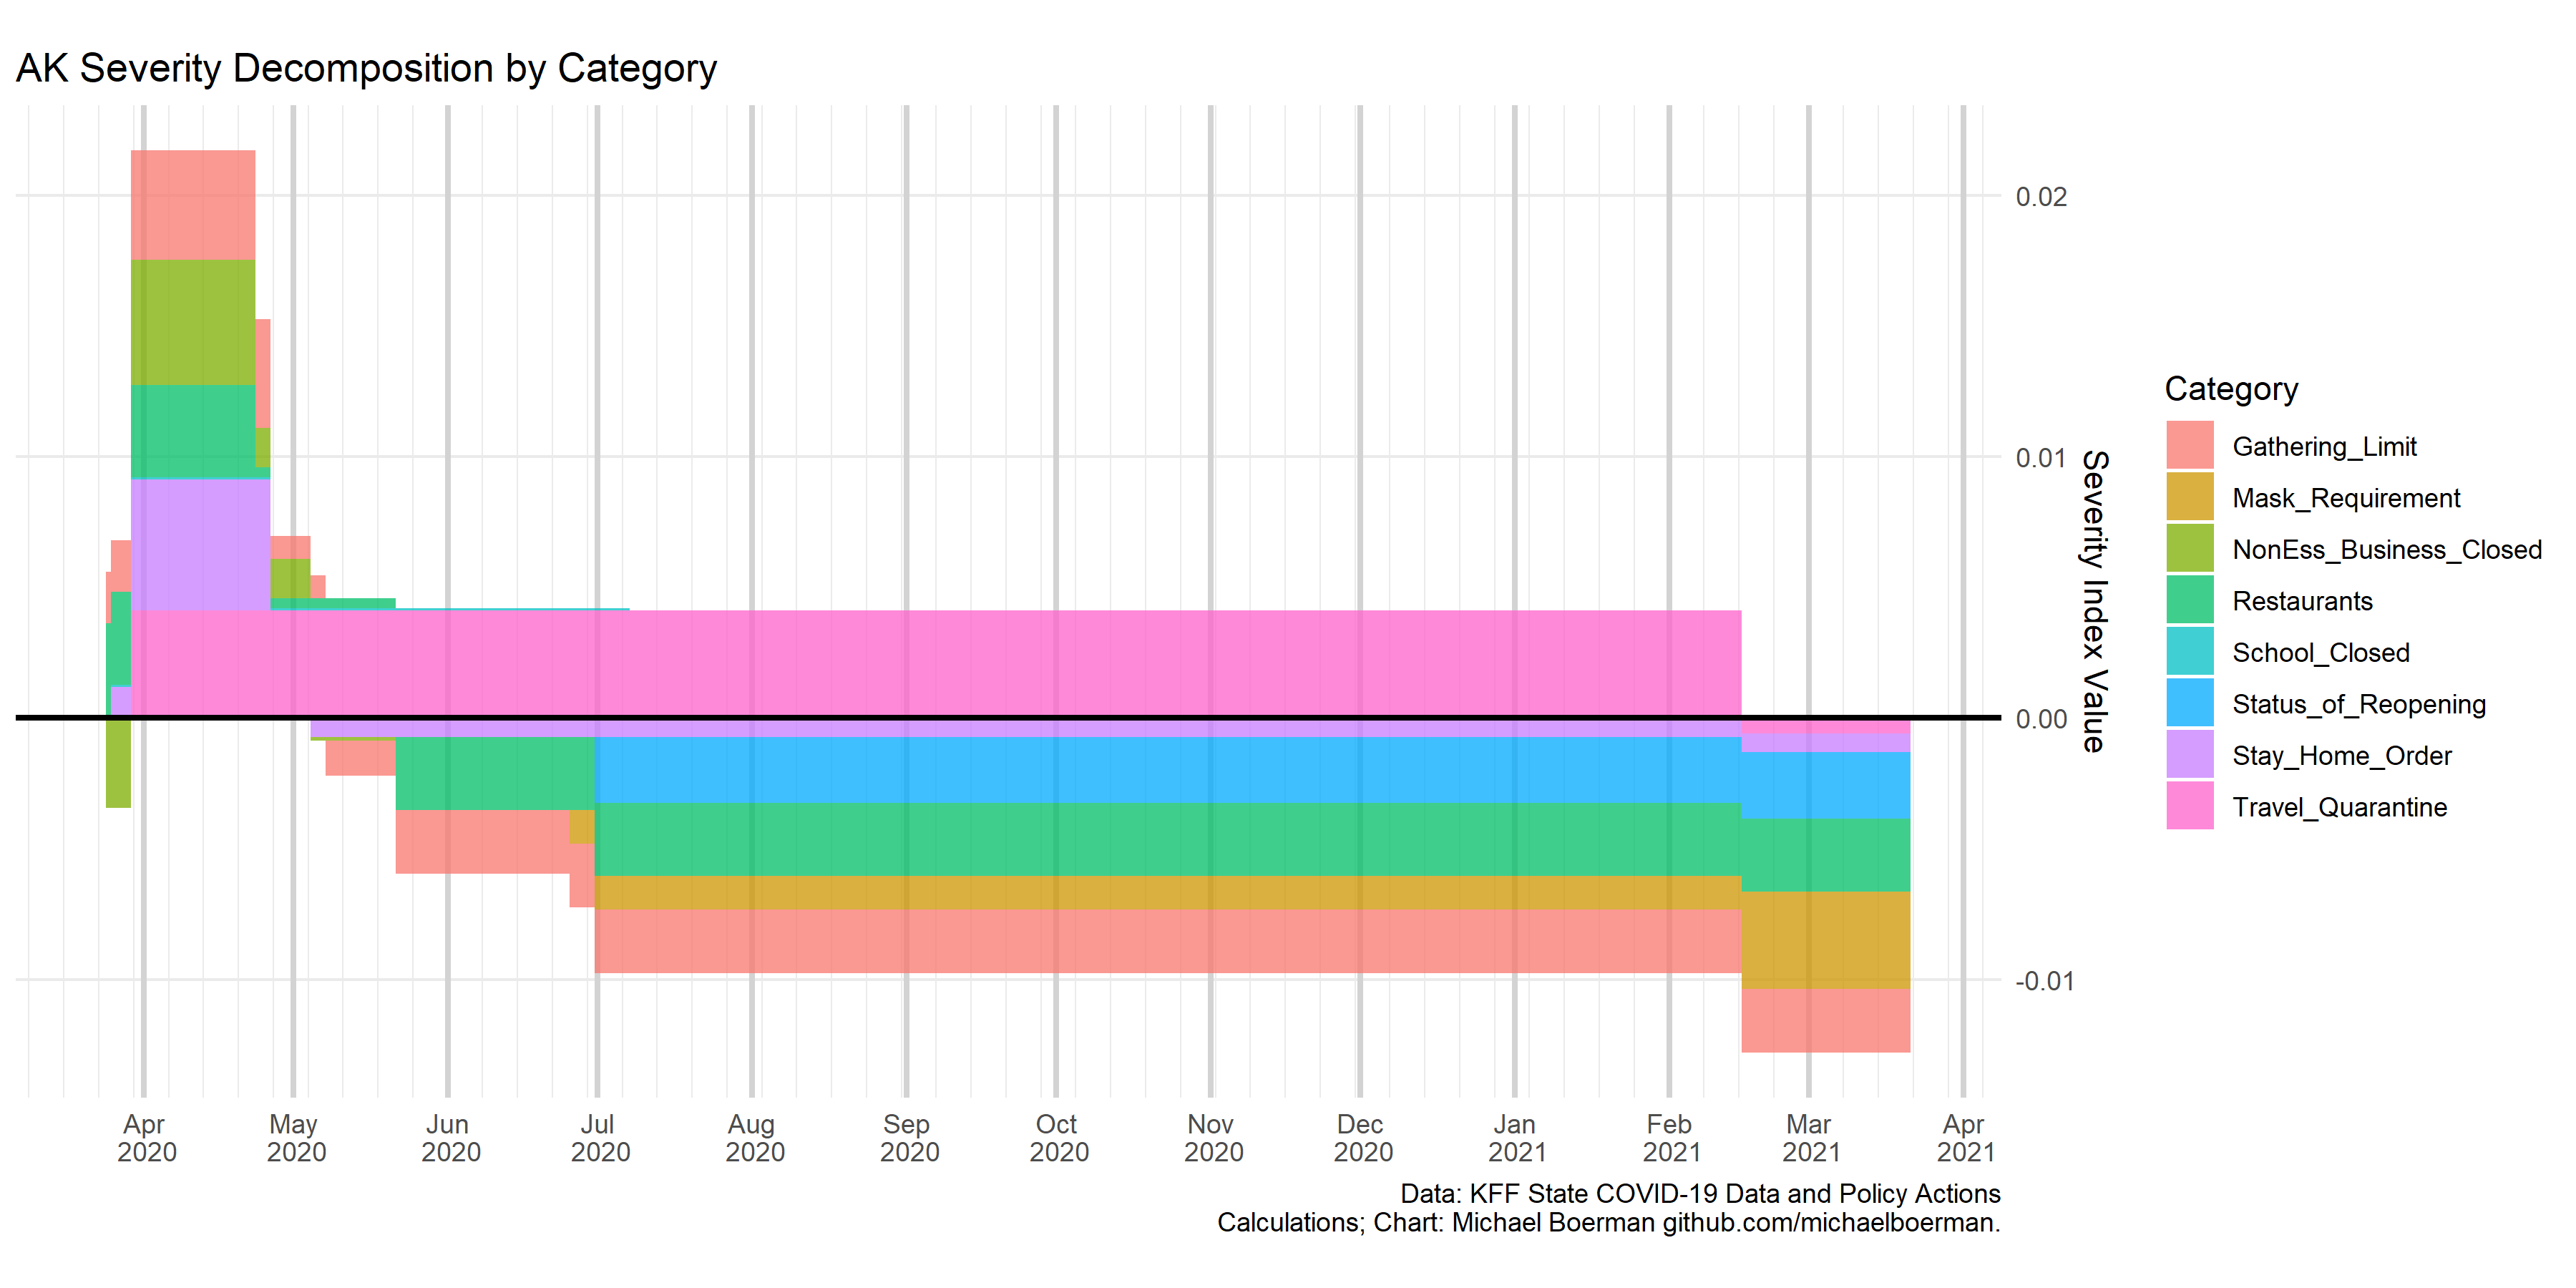 AK Severity Decomposition by Category
0.02
0.01
0.00
-0.01
Severity Index Value
Category
Gathering_Limit
Mask_Requirement
NonEss_Business_Closed
Restaurants
School_Closed
Status_of_Reopening
Stay_Home_Order
Travel_Quarantine
Apr May Jun Jul Aug Sep Oct Nov Dec Jan Feb Mar Apr
2020 2020 2020 2020 2020 2020 2020 2020 2020 2021 2021 2021 2021
Data: KFF State COVID-19 Data and Policy Actions
Calculations; Chart: Michael Boerman github.com/michaelboerman.